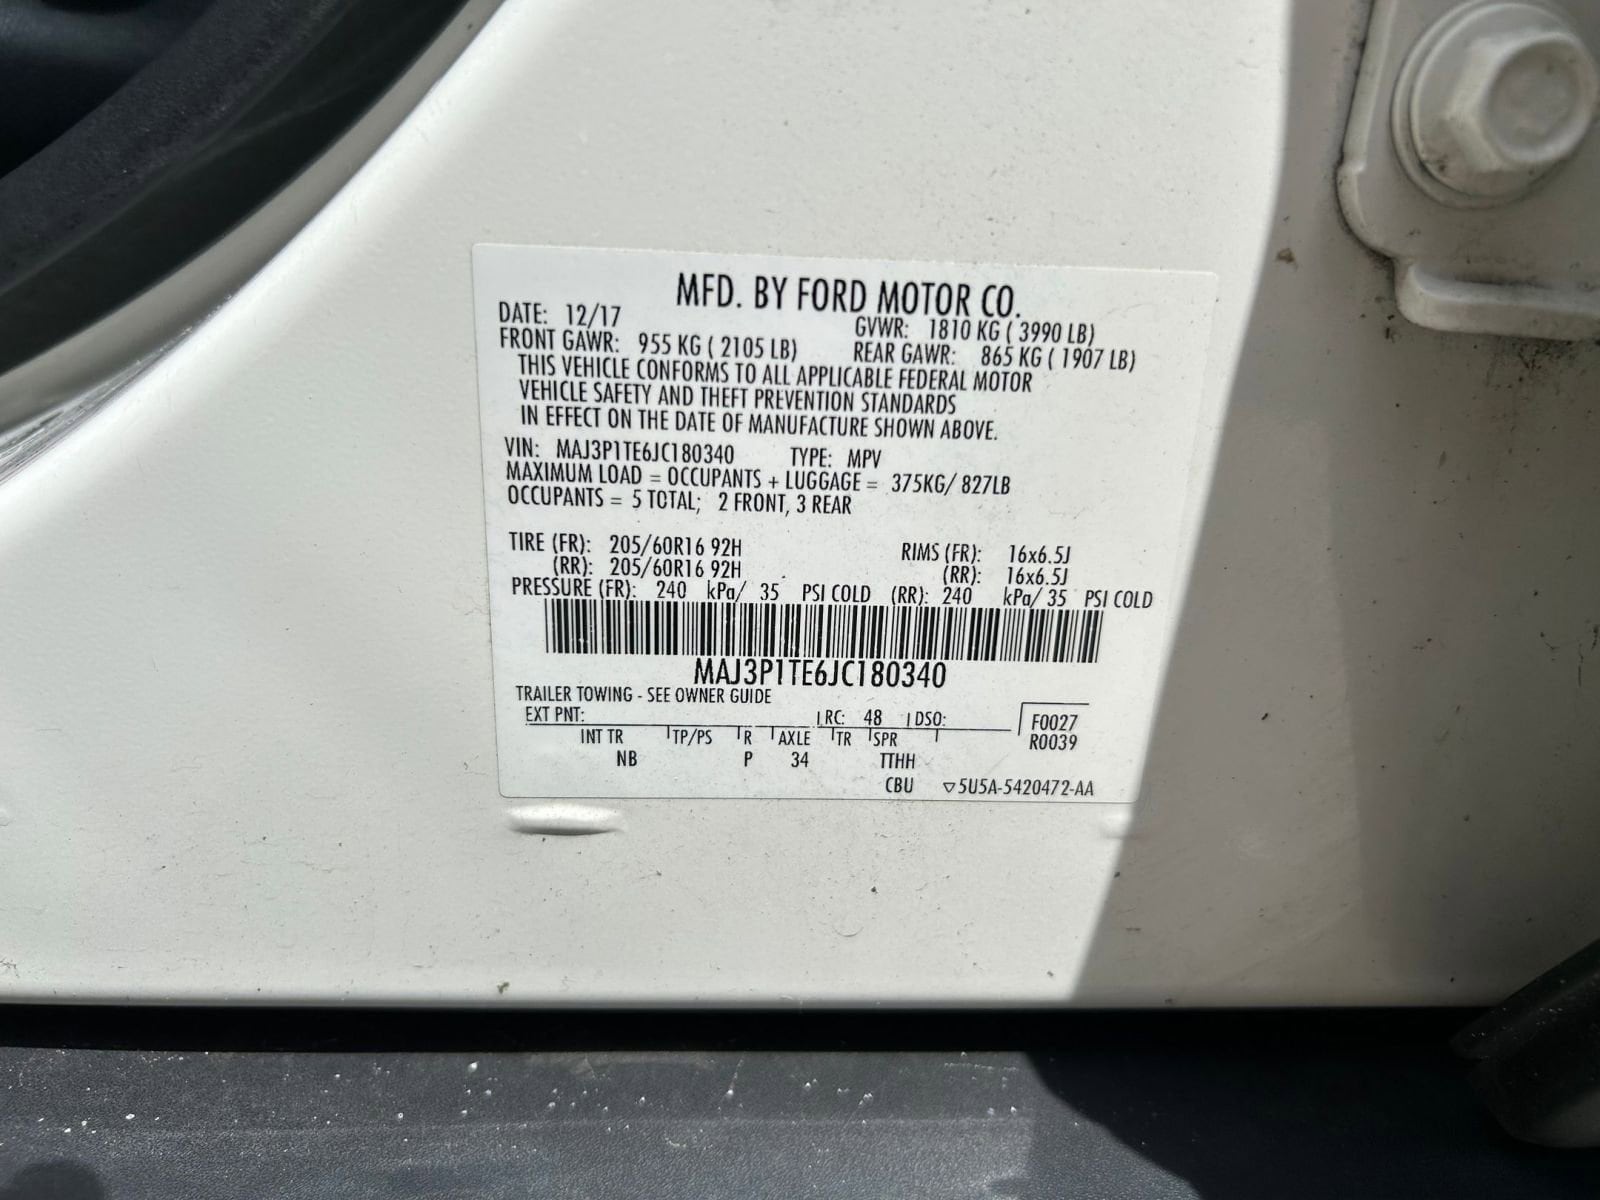 MFD. BY FORD MOTOR CO.
DATE: 12/17 GVWR: 1810 KG ( 3990 LB)
FRONT GAWR: 955 KG ( 2105 LB) REAR GAWR: 865 KG ( 1907 LB)
THIS VEHICLE CONFORMS TO ALL APPLICABLE FEDERAL MOTOR
VEHICLE SAFETY AND THEFT PREVENTION STANDARDS
IN EFFECT ON THE DATE OF MANUFACTURE SHOWN ABOVE.
VIN: MAJ3P1TE6JC180340 TYPE: MPV
MAXIMUM LOAD = OCCUPANTS + LUGGAGE = 375KG/ 827LB
OCCUPANTS = 5 TOTAL; 2 FRONT, 3 REAR
TIRE (FR): 205/60R16 92H RIMS (FR): 16x6.5J
(RR): 205/60R16 92H (RR): 16x6.5J
PRESSURE (FR): 240 kPa/ 35 PSI COLD (RR): 240 kPa/ 35 PSI COLD
MAJ3P1TE6JC180340
TRAILER TOWING - SEE OWNER GUIDE
EXT PNT: RC: 48 DSO: F0027
INT TR TP/PS R AXLE TR SPR R0039
NB P 34 TTHH
CBU ▽5U5A-5420472-AA